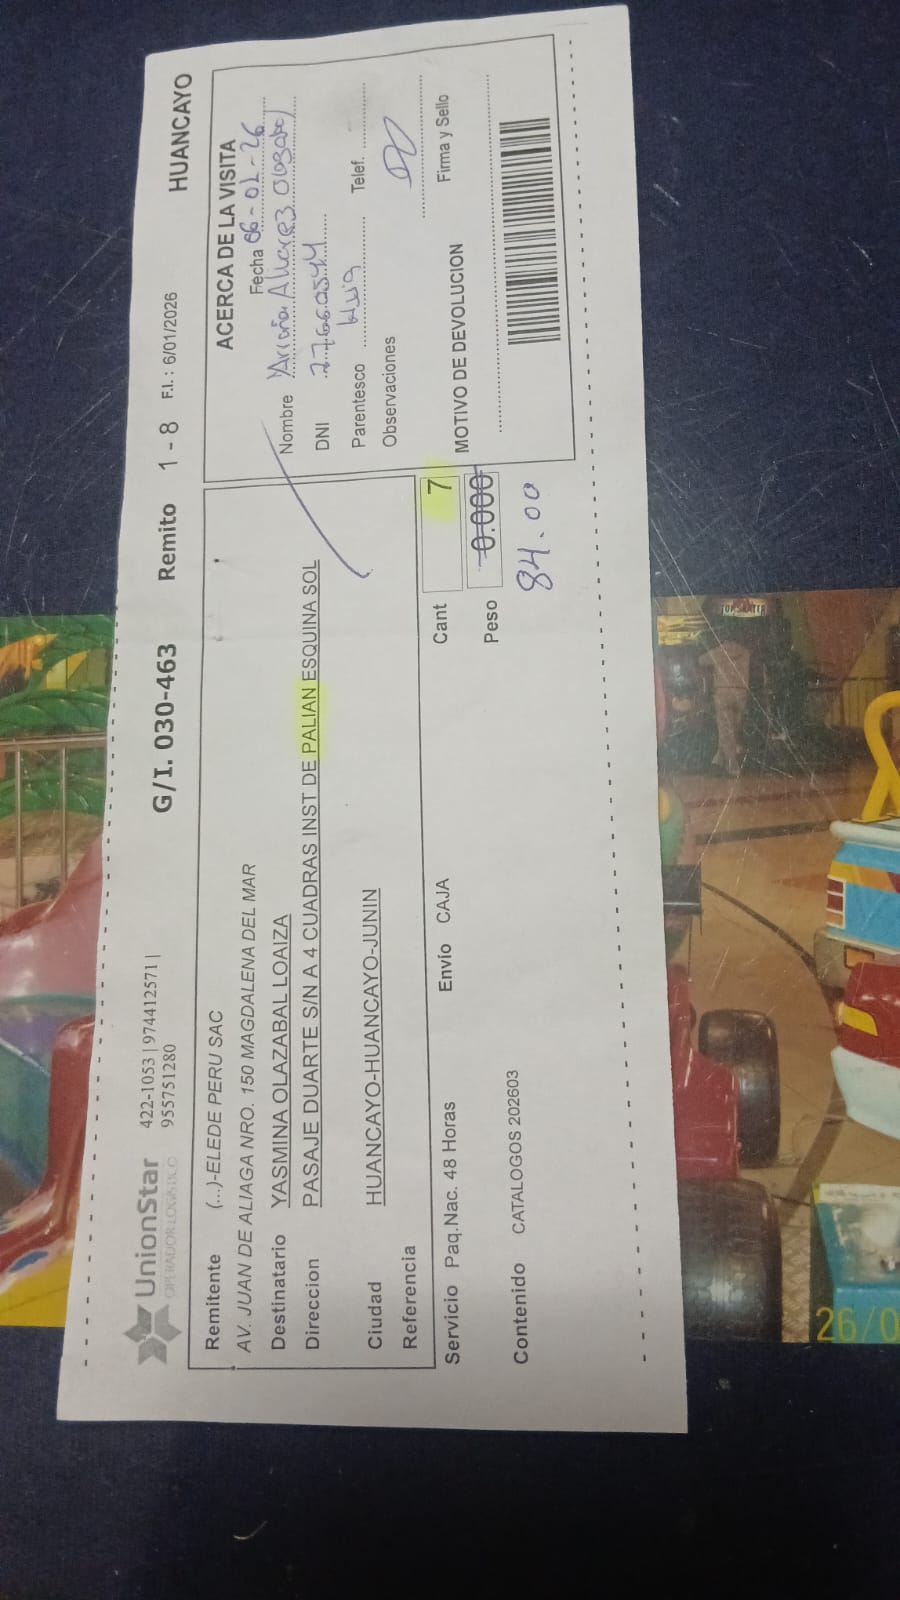 UnionStar
OPERADOR LOGISTICO
422-1053 | 974412571 |
955751280
G/I. 030-463 Remito 1 - 8 F.I. : 6/01/2026 HUANCAYO
Remitente (...)-ELEDE PERU SAC
AV. JUAN DE ALIAGA NRO. 150 MAGDALENA DEL MAR
Destinatario YASMINA OLAZABAL LOAIZA
Direccion PASAJE DUARTE S/N A 4 CUADRAS INST DE PALIAN ESQUINA SOL
Ciudad HUANCAYO-HUANCAYO-JUNIN
Referencia
Servicio Paq.Nac. 48 Horas Envío CAJA Cant 7
Peso 0.000
Contenido CATALOGOS 202603 84.00
ACERCA DE LA VISITA
Fecha 06-01-26
Nombre
DNI
Parentesco Telef.
Observaciones
Firma y Sello
MOTIVO DE DEVOLUCION
26/0